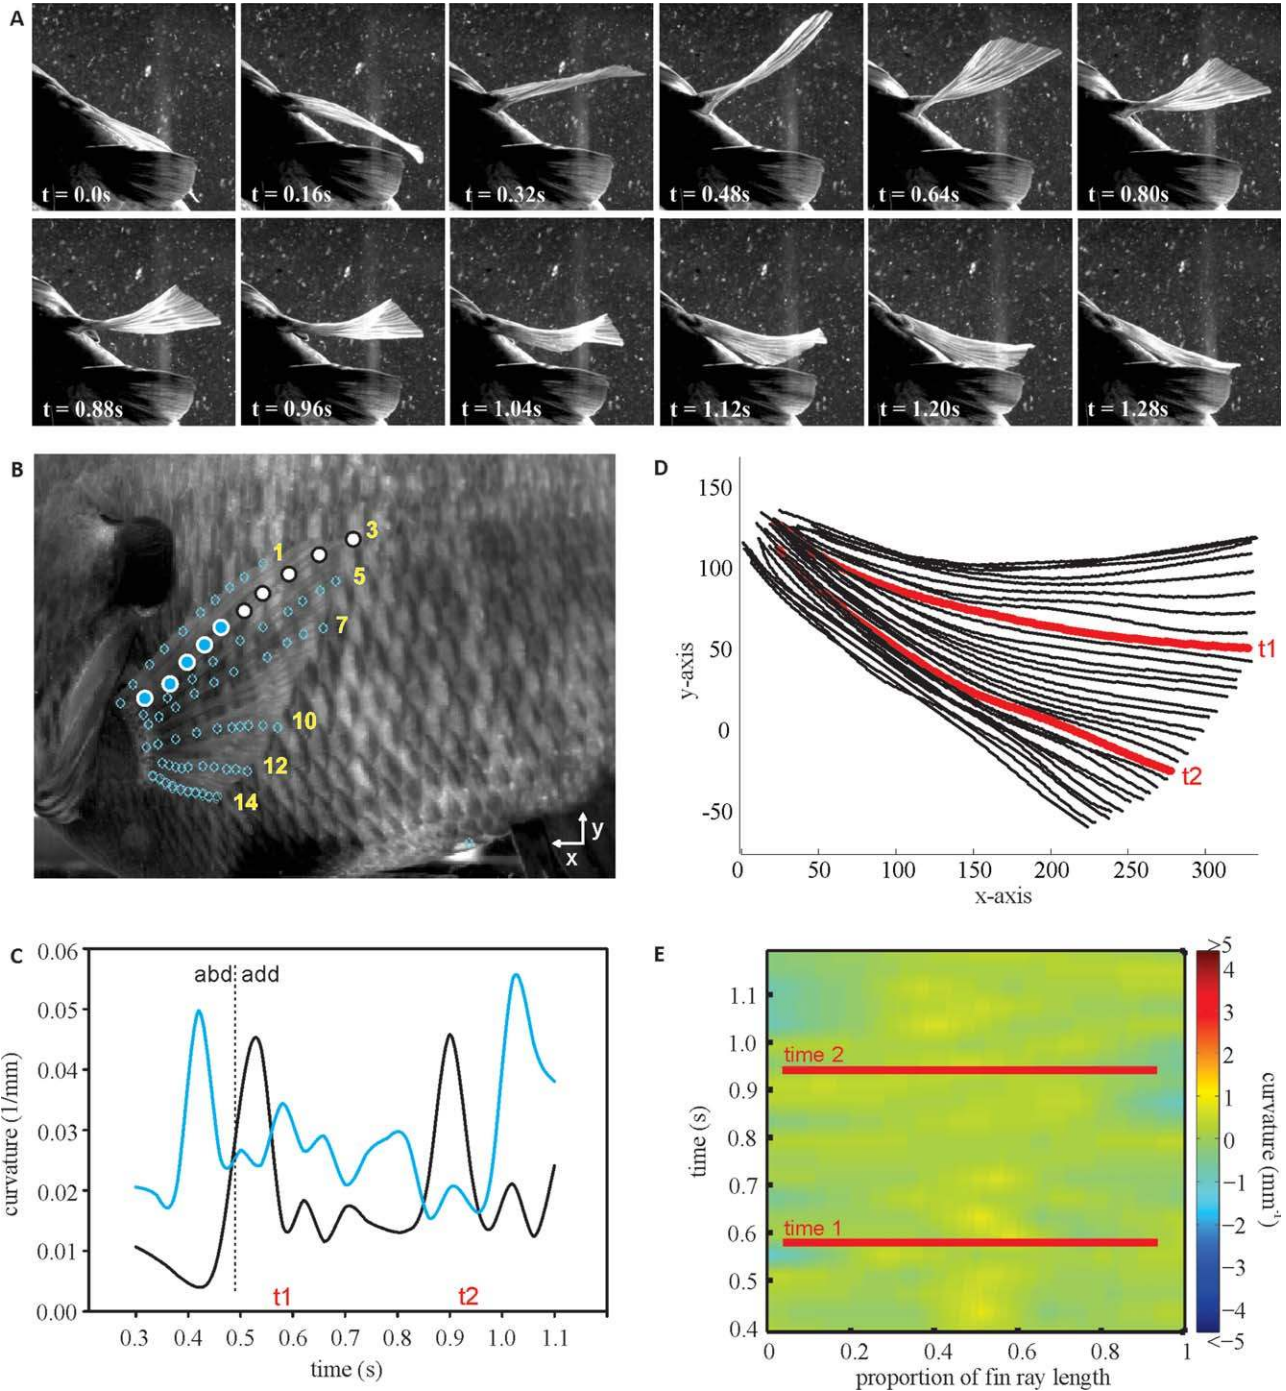 A
t = 0.0s
t = 0.16s
t = 0.32s
t = 0.48s
t = 0.64s
t = 0.80s
t = 0.88s
t = 0.96s
t = 1.04s
t = 1.12s
t = 1.20s
t = 1.28s
B
1
3
5
7
10
12
14
y
x
C
curvature (1/mm)
0.06
0.05
0.04
0.03
0.02
0.01
0.00
abd add
t1 t2
0.3 0.4 0.5 0.6 0.7 0.8 0.9 1.0 1.1
time (s)
D
y-axis
150
100
50
0
-50
t1
t2
0 50 100 150 200 250 300
x-axis
E
time (s)
1.1
1.0
0.9
0.8
0.7
0.6
0.5
0.4
time 2
time 1
0 0.2 0.4 0.6 0.8 1
proportion of fin ray length
>5
4
3
2
1
0
−1
−2
−3
−4
<−5
curvature (mm⁻¹)